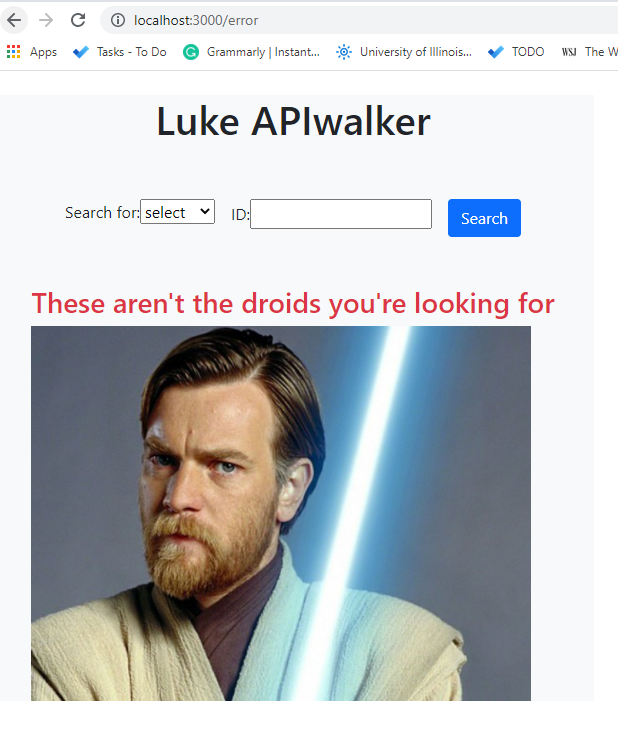 localhost:3000/error
Apps Tasks - To Do Grammarly | Instant... University of Illinois... TODO WSJ The W
Luke APIwalker
Search for: select ID: Search
These aren't the droids you're looking for